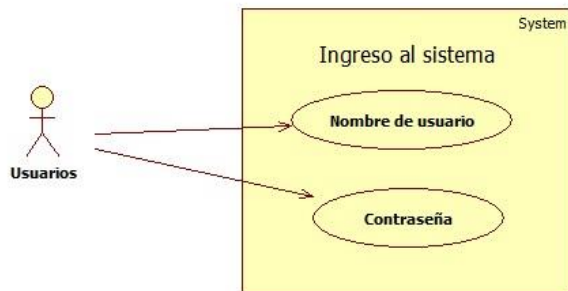 System
Ingreso al sistema
Nombre de usuario
Usuarios
Contraseña